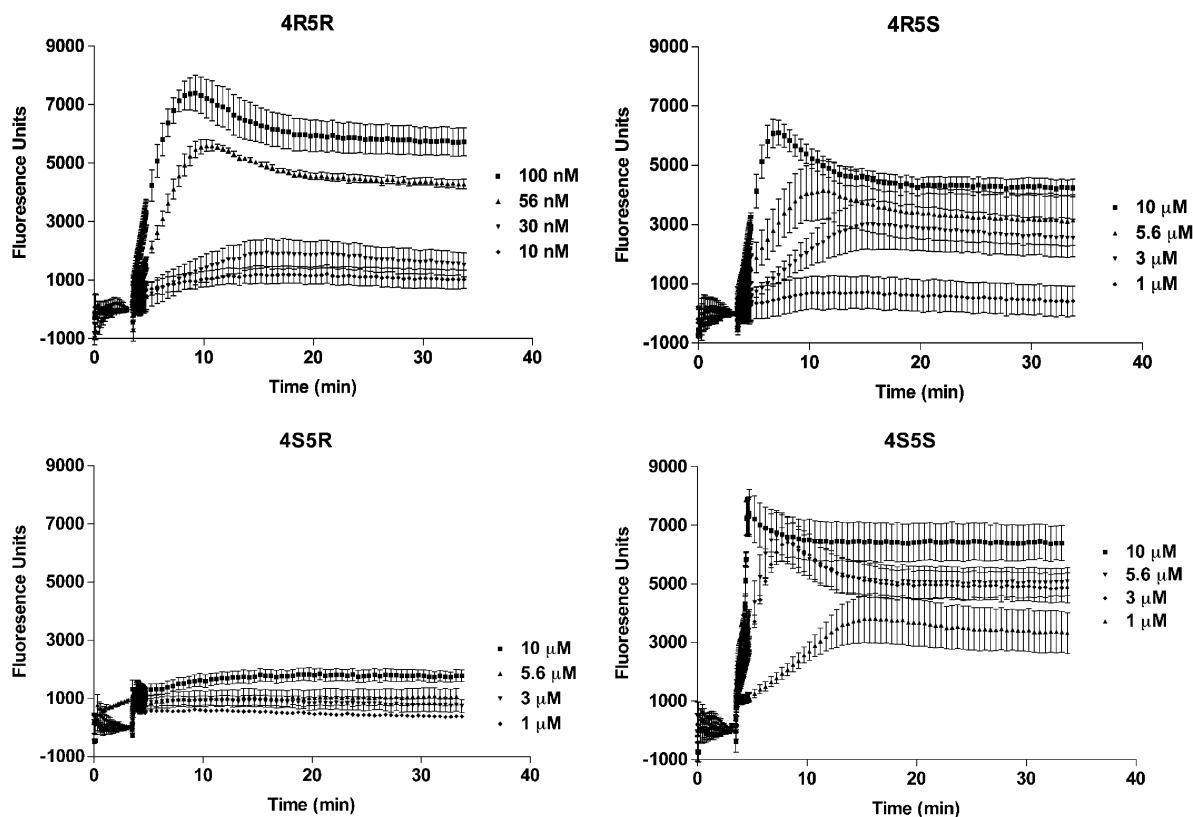 4R5R
9000
7000
5000
3000
1000
-1000
Fluoresence Units
0 10 20 30 40
Time (min)
100 nM
56 nM
30 nM
10 nM
4R5S
9000
7000
5000
3000
1000
-1000
Fluoresence Units
0 10 20 30 40
Time (min)
10 μM
5.6 μM
3 μM
1 μM
4S5R
9000
7000
5000
3000
1000
-1000
Fluoresence Units
0 10 20 30 40
Time (min)
10 μM
5.6 μM
3 μM
1 μM
4S5S
9000
7000
5000
3000
1000
-1000
Fluoresence Units
0 10 20 30 40
Time (min)
10 μM
5.6 μM
3 μM
1 μM